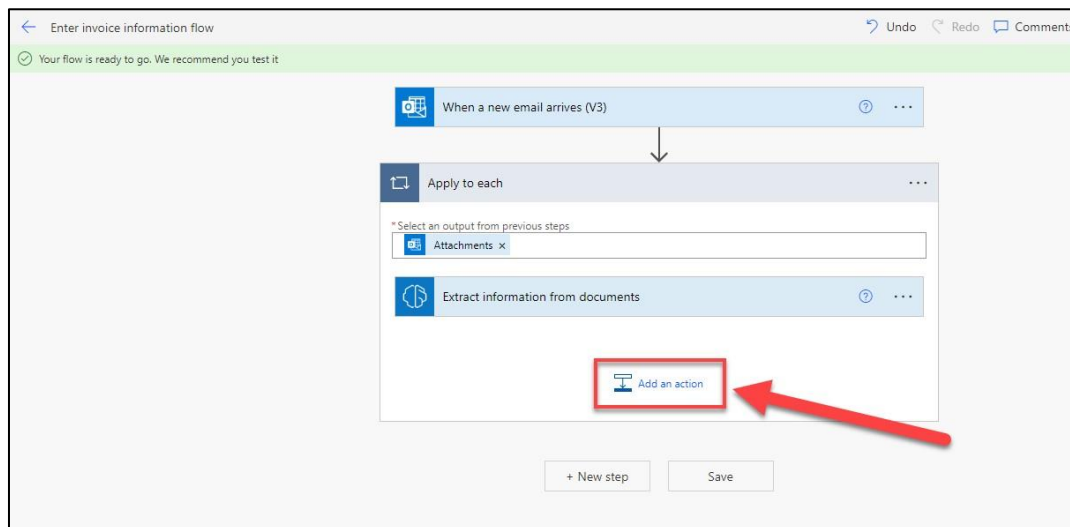 Enter invoice information flow
Undo
Redo
Comments
Your flow is ready to go. We recommend you test it
When a new email arrives (V3)
Apply to each
*Select an output from previous steps
Attachments ×
Extract information from documents
Add an action
+ New step
Save